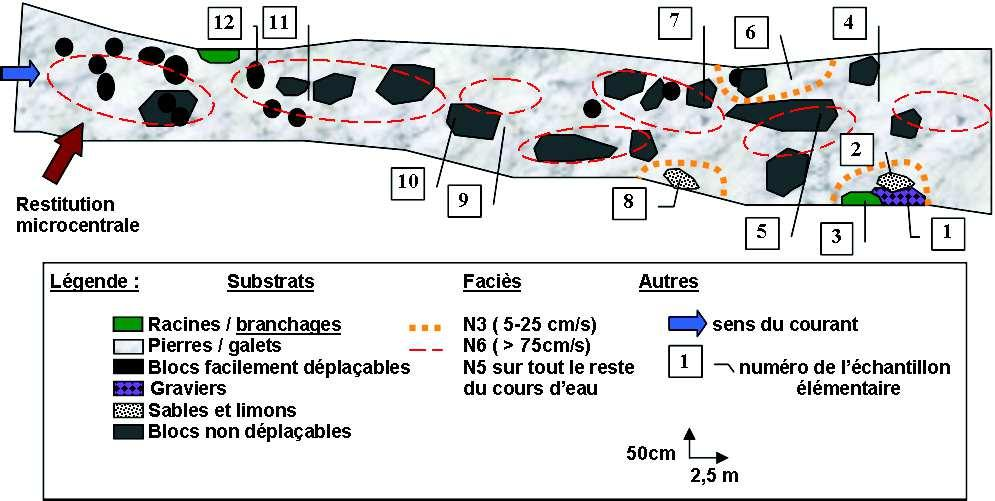 12
11
7
6
4
Restitution
microcentrale
10
9
8
2
5
3
1
Légende :
Substrats
Faciès
Autres
Racines / branchages
Pierres / galets
Blocs facilement déplaçables
Graviers
Sables et limons
Blocs non déplaçables
N3 ( 5-25 cm/s)
N6 ( > 75cm/s)
N5 sur tout le reste
du cours d'eau
sens du courant
1
numéro de l'échantillon
élémentaire
50cm
2,5 m